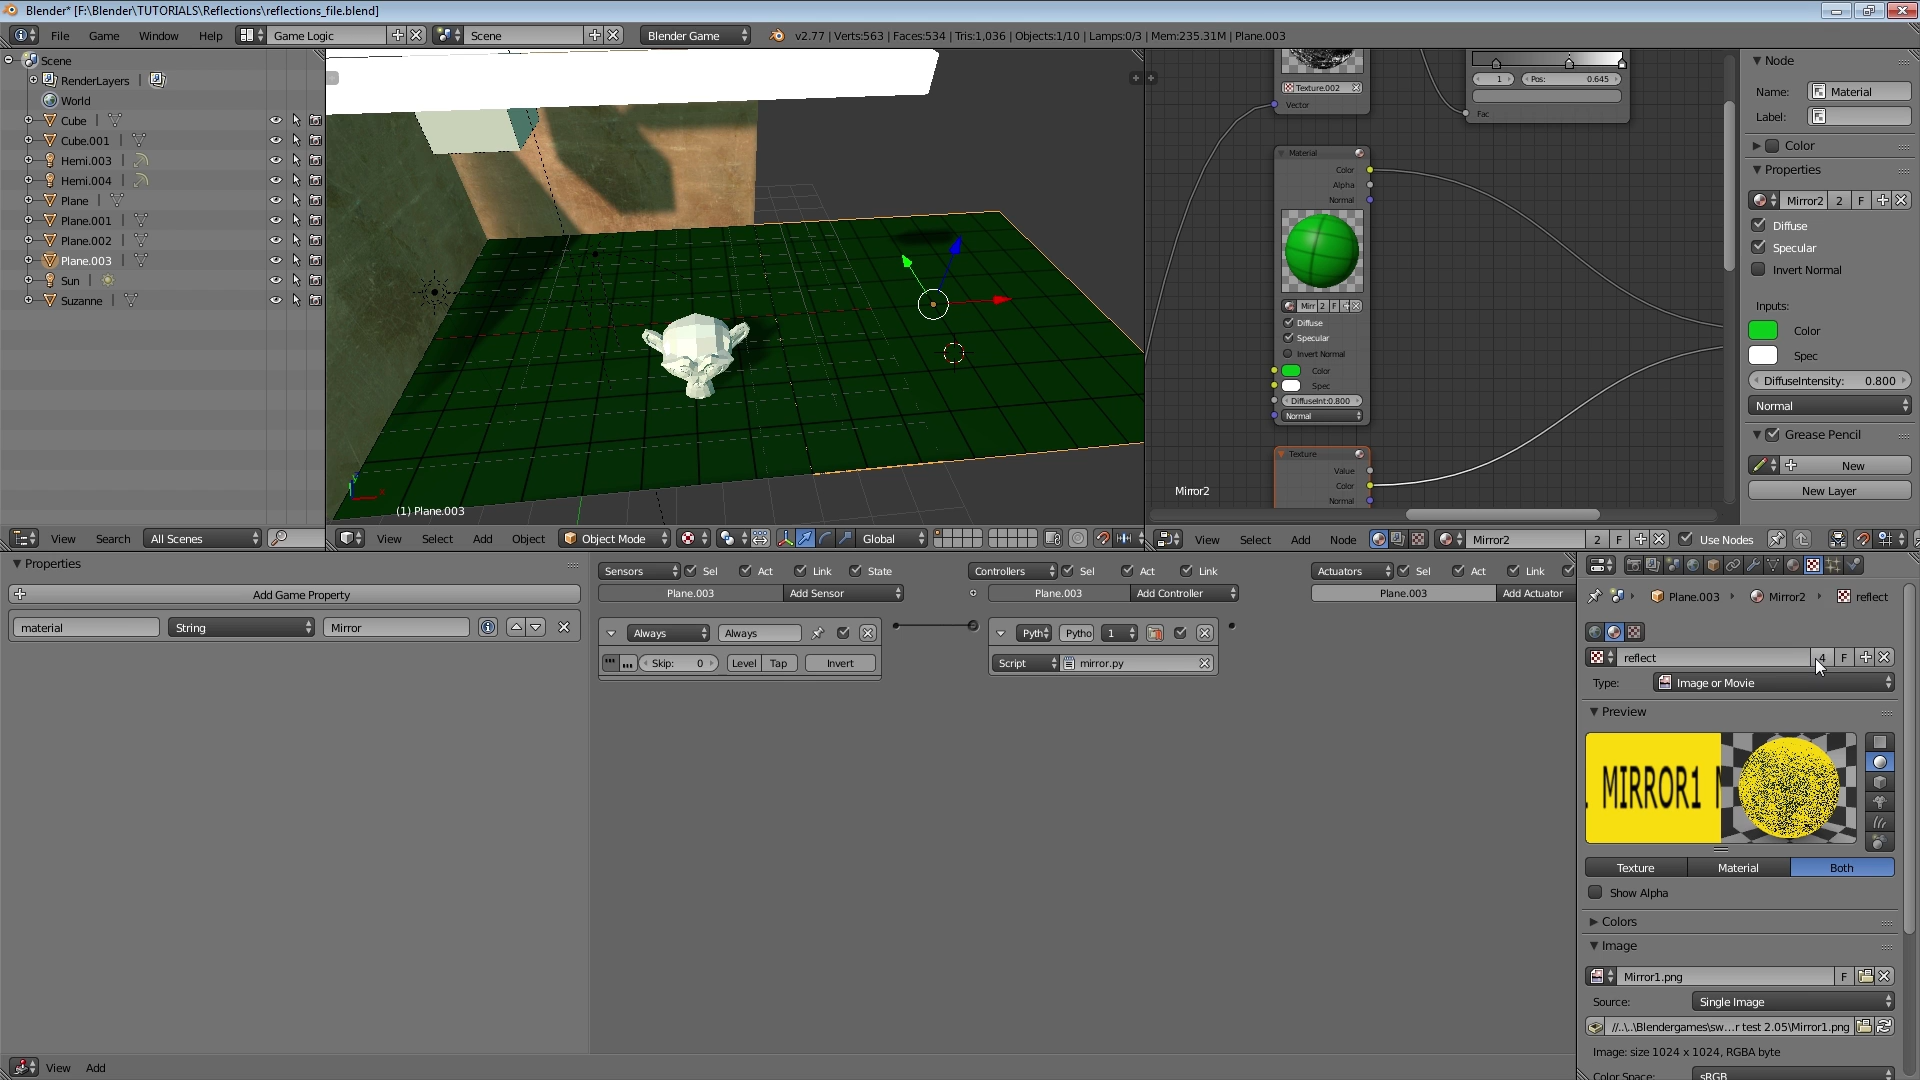 Blender* [F:\Blender\TUTORIALS\Reflections\reflections_file.blend]
File Game Window Help Game Logic Scene Blender Game v2.77 | Verts:563 | Faces:534 | Tris:1,036 | Objects:1/10 | Lamps:0/3 | Mem:235.31M | Plane.003
Scene
RenderLayers
World
Cube
Cube.001
Hemi.003
Hemi.004
Plane
Plane.001
Plane.002
Plane.003
Sun
Suzanne
View Search All Scenes
(1) Plane.003
View Select Add Object Object Mode Global
Texture.002
Vector
1 Pos: 0.645
Fac
Material
Color
Alpha
Normal
Mirr 2 F
Diffuse
Specular
Invert Normal
Color
Spec
DiffuseInt:0.800
Normal
Texture
Value
Color
Normal
Mirror2
View Select Add Node Mirror2 2 F Use Nodes
Node
Name: Material
Label:
Color
Properties
Mirror2 2 F
Diffuse
Specular
Invert Normal
Inputs:
Color
Spec
DiffuseIntensity: 0.800
Normal
Grease Pencil
New
New Layer
Properties
Add Game Property
material String Mirror
Sensors Sel Act Link State
Plane.003 Add Sensor
Always Always
Skip: 0 Level Tap Invert
Controllers Sel Act Link
Plane.003 Add Controller
Pyth Pytho 1
Script mirror.py
Actuators Sel Act Link
Plane.003 Add Actuator
View Add
Plane.003 Mirror2 reflect
reflect 4 F
Type: Image or Movie
Preview
MIRROR1
Texture Material Both
Show Alpha
Colors
Image
Mirror1.png F
Source: Single Image
//..\..\Blendergames\sw...r test 2.05\Mirror1.png
Image: size 1024 x 1024, RGBA byte
Color Space: sRGB